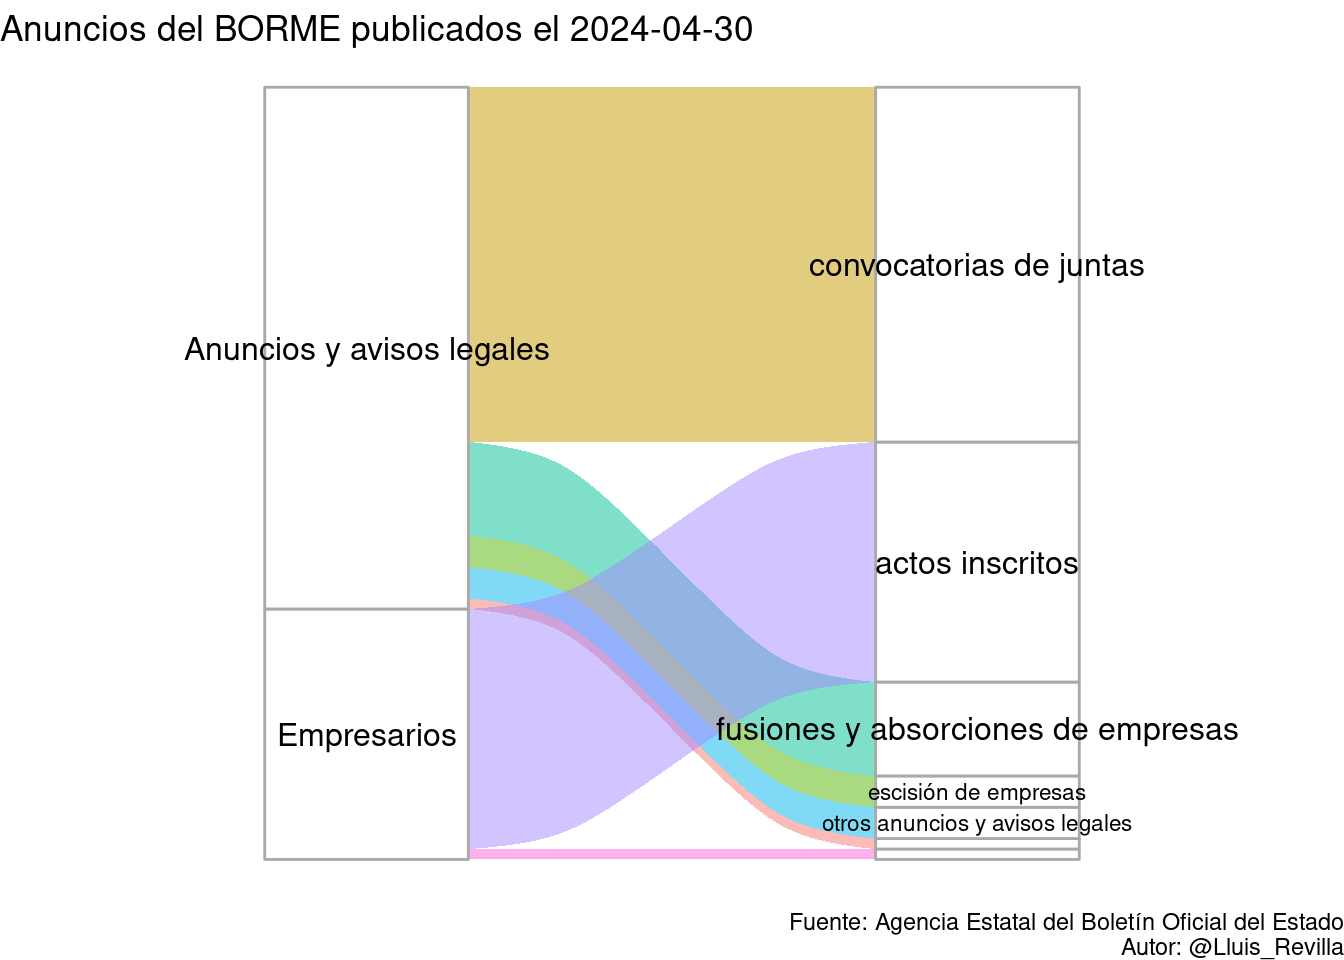 Anuncios del BORME publicados el 2024-04-30
convocatorias de juntas
Anuncios y avisos legales
actos inscritos
fusiones y absorciones de empresas
Empresarios
escisión de empresas
otros anuncios y avisos legales
Fuente: Agencia Estatal del Boletín Oficial del Estado
Autor: @Lluis_Revilla